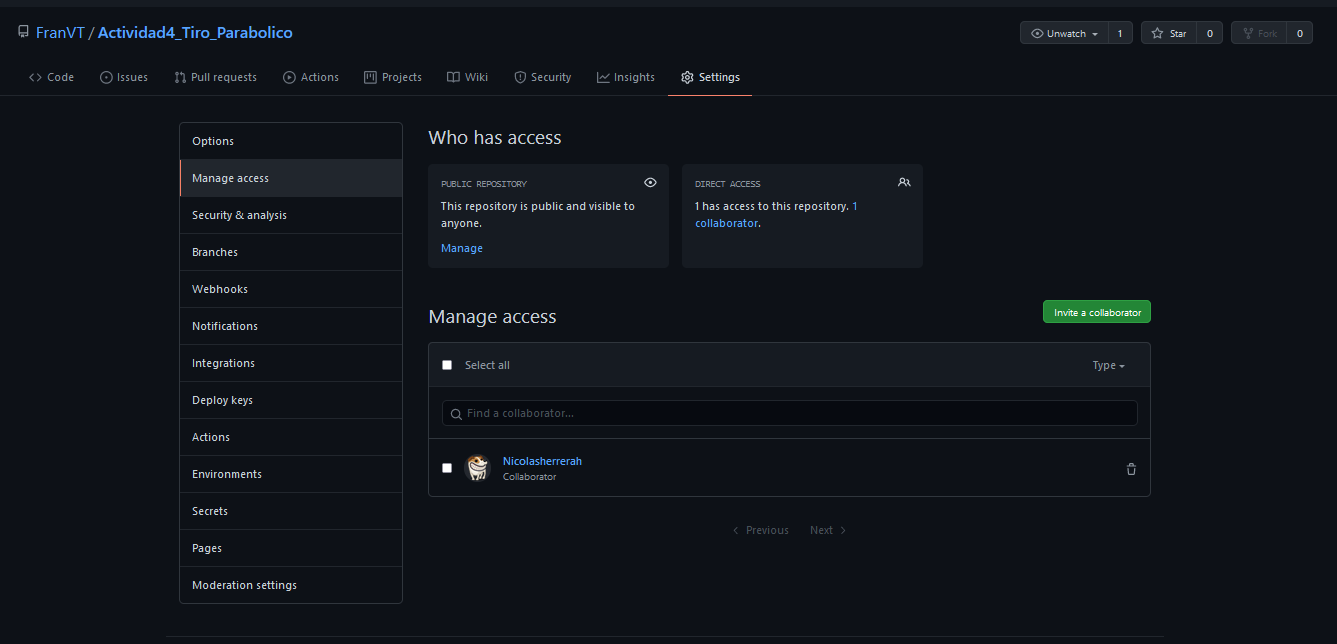 FranVT / Actividad4_Tiro_Parabolico
Unwatch 1 Star 0 Fork 0
Code Issues Pull requests Actions Projects Wiki Security Insights Settings
Options
Manage access
Security & analysis
Branches
Webhooks
Notifications
Integrations
Deploy keys
Actions
Environments
Secrets
Pages
Moderation settings
Who has access
PUBLIC REPOSITORY
This repository is public and visible to
anyone.
Manage
DIRECT ACCESS
1 has access to this repository. 1
collaborator.
Manage access
Invite a collaborator
Select all Type
Find a collaborator...
Nicolasherrerah
Collaborator
Previous Next